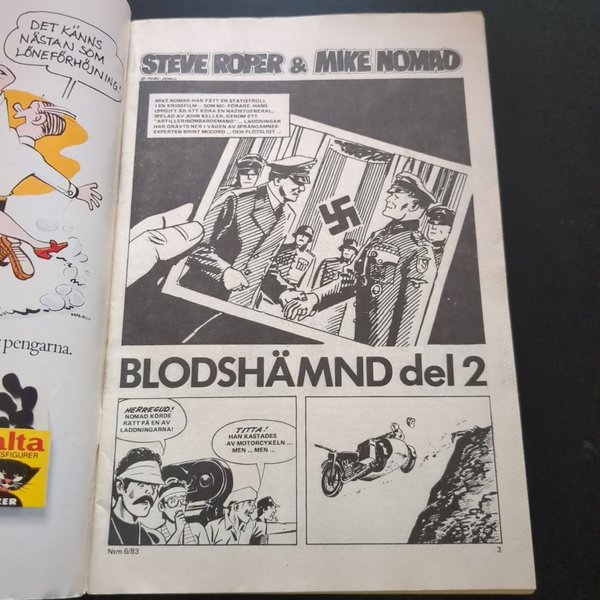 DET KÄNNS
NÄSTAN SOM
LÖNEFÖRHÖJNING!
pengarna.
alta
SFIGURER
STEVE ROPER & MIKE NOMAD
MIKE NOMAD HAR FÅTT EN STATISTROLL
I EN KRIGSFILM – SOM MC-FÖRARE. HANS
UPPGIFT ÄR ATT KÖRA EN NAZISTGENERAL,
SPELAD AV JOHN KELLER, GENOM ETT
"ARTILLERIBOMBARDEMANG" ... LADDNINGAR
HAR GRÄVTS NER I VÄGEN AV SPRÄNGÄMNES-
EXPERTEN BRINT MCCORD ... OCH PLÖTSLIGT ...
BLODSHÄMND del 2
HERREGUD!
NOMAD KÖRDE
RÄTT PÅ EN AV
LADDNINGARNA!
TITTA!
HAN KASTADES
AV MOTORCYKELN ...
MEN ... MEN ...
Nsm 6/83
3